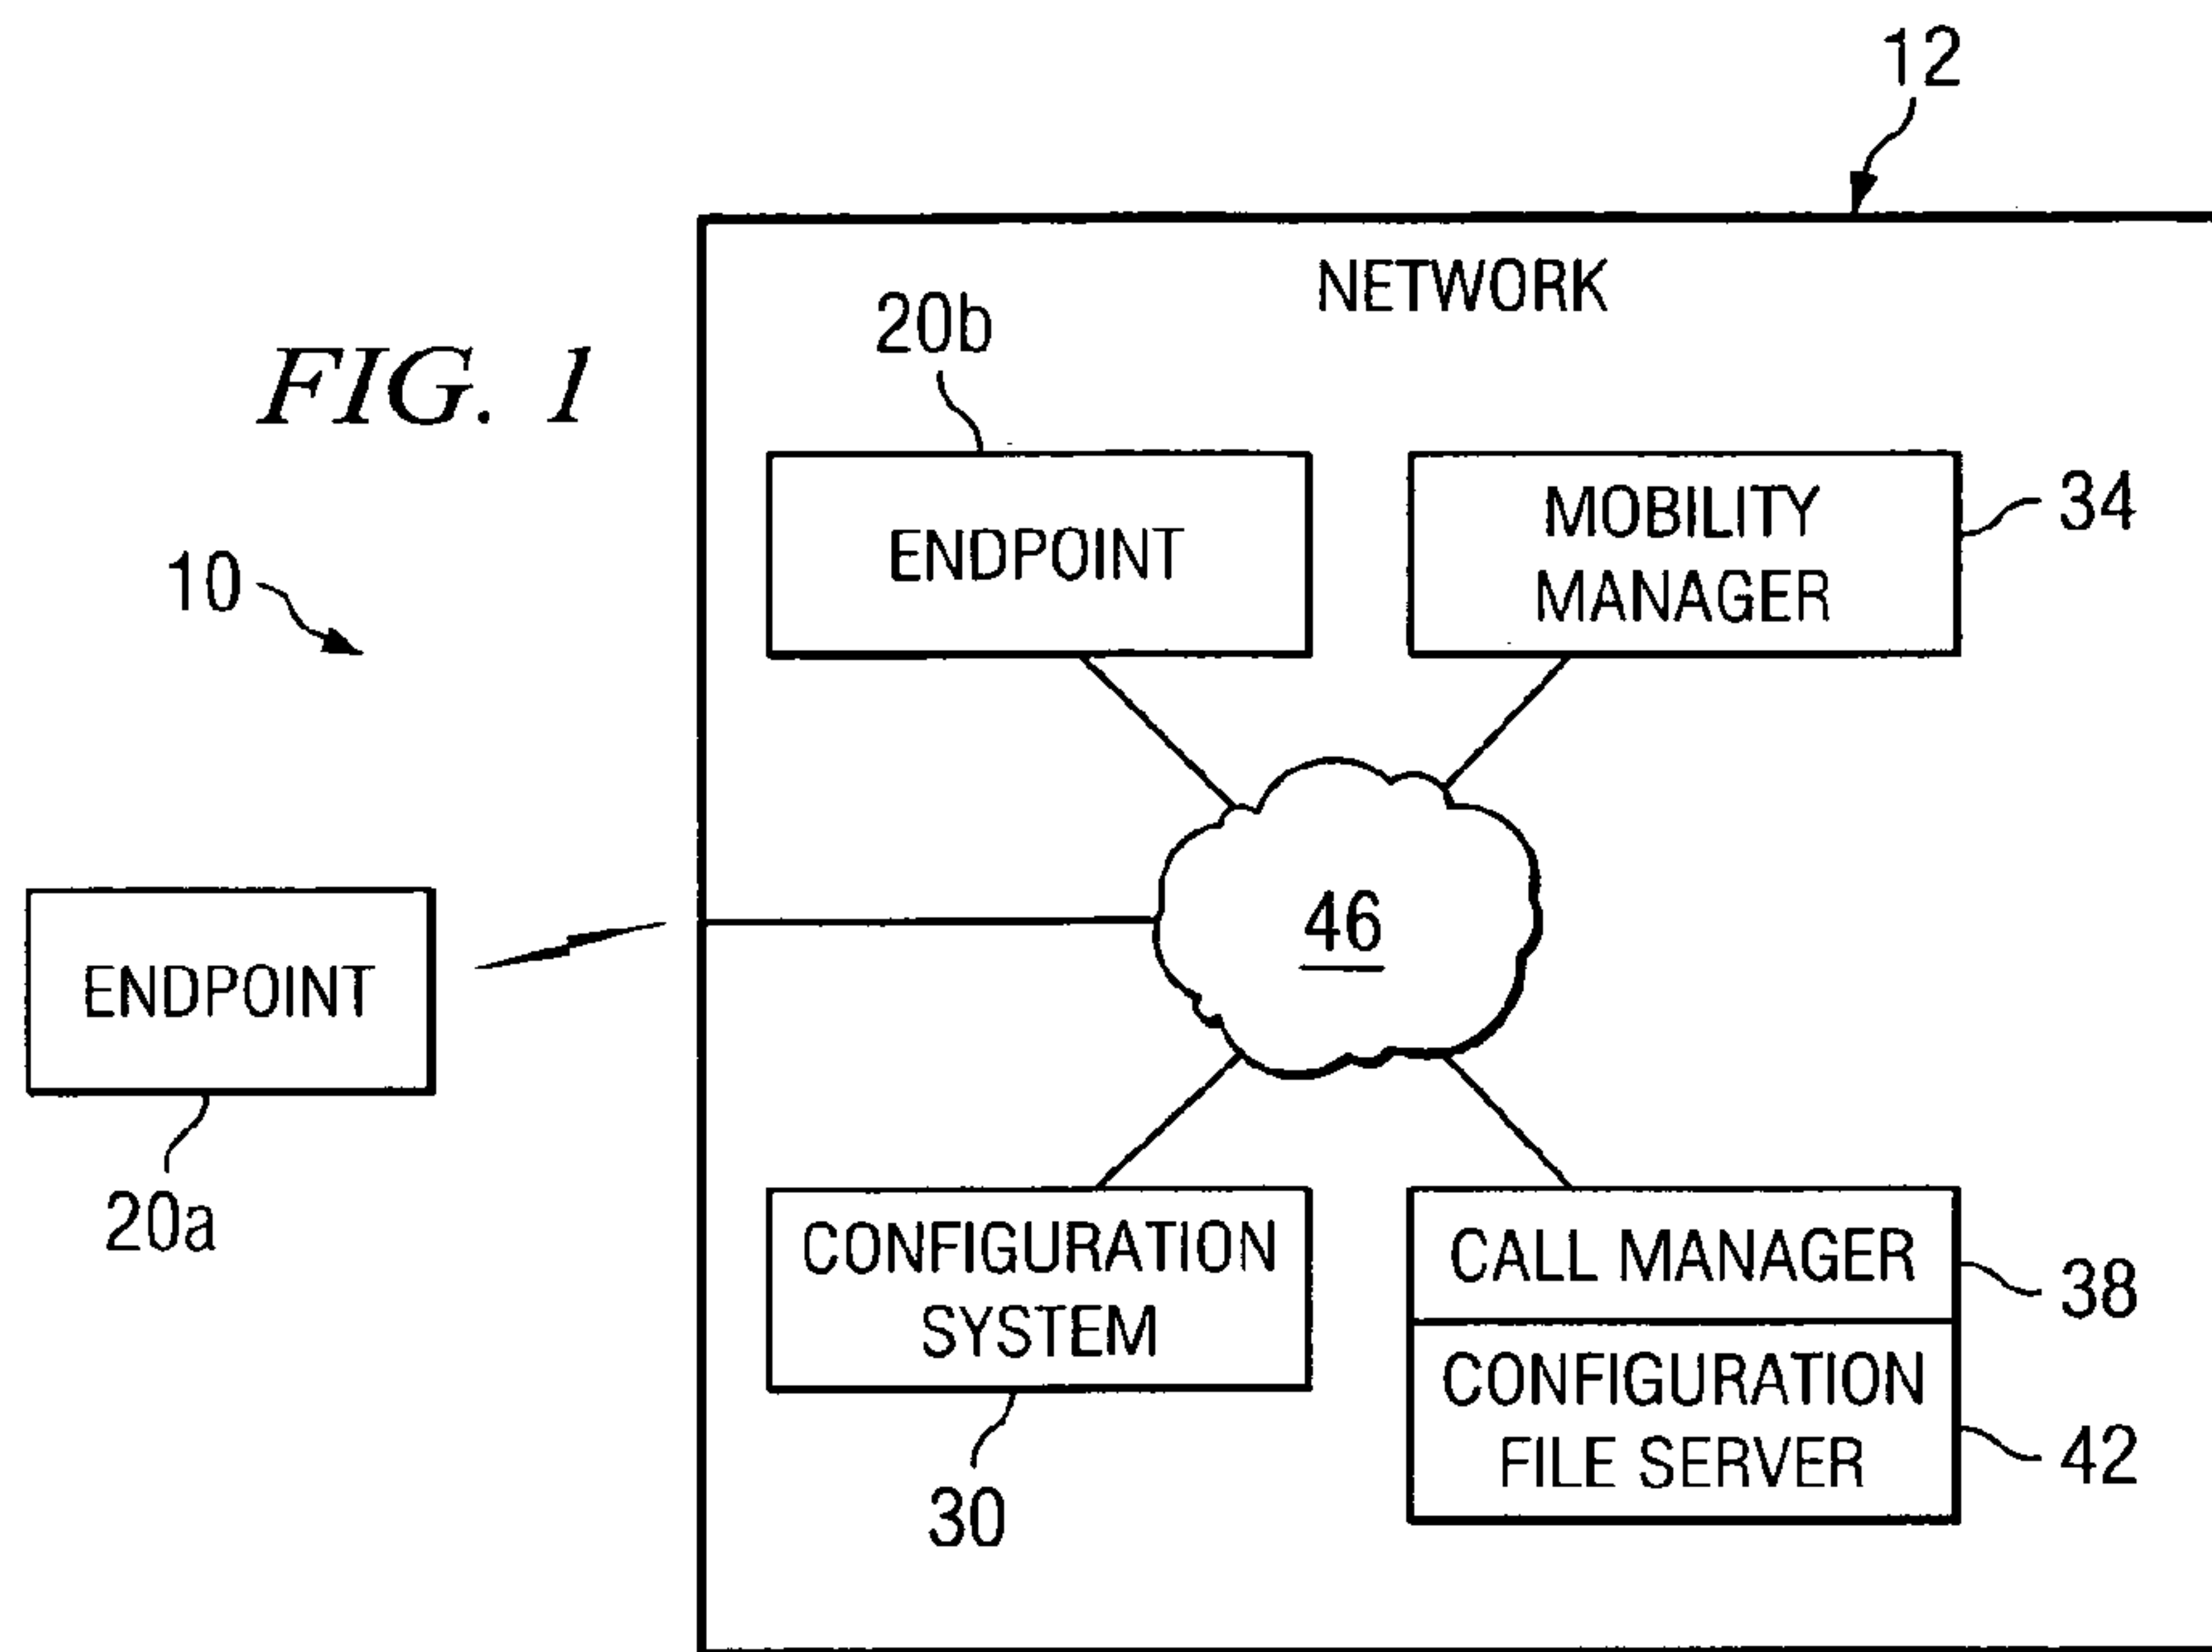 12
NETWORK
20b
FIG. 1
ENDPOINT
MOBILITY
MANAGER
34
10
46
ENDPOINT
20a
CONFIGURATION
SYSTEM
30
CALL MANAGER
38
CONFIGURATION
FILE SERVER
42